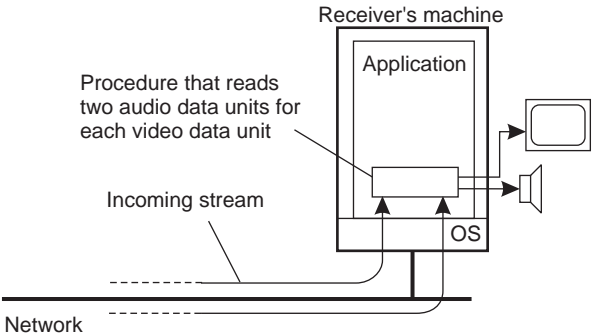 Receiver's machine
Application
Procedure that reads
two audio data units for
each video data unit
Incoming stream
OS
Network